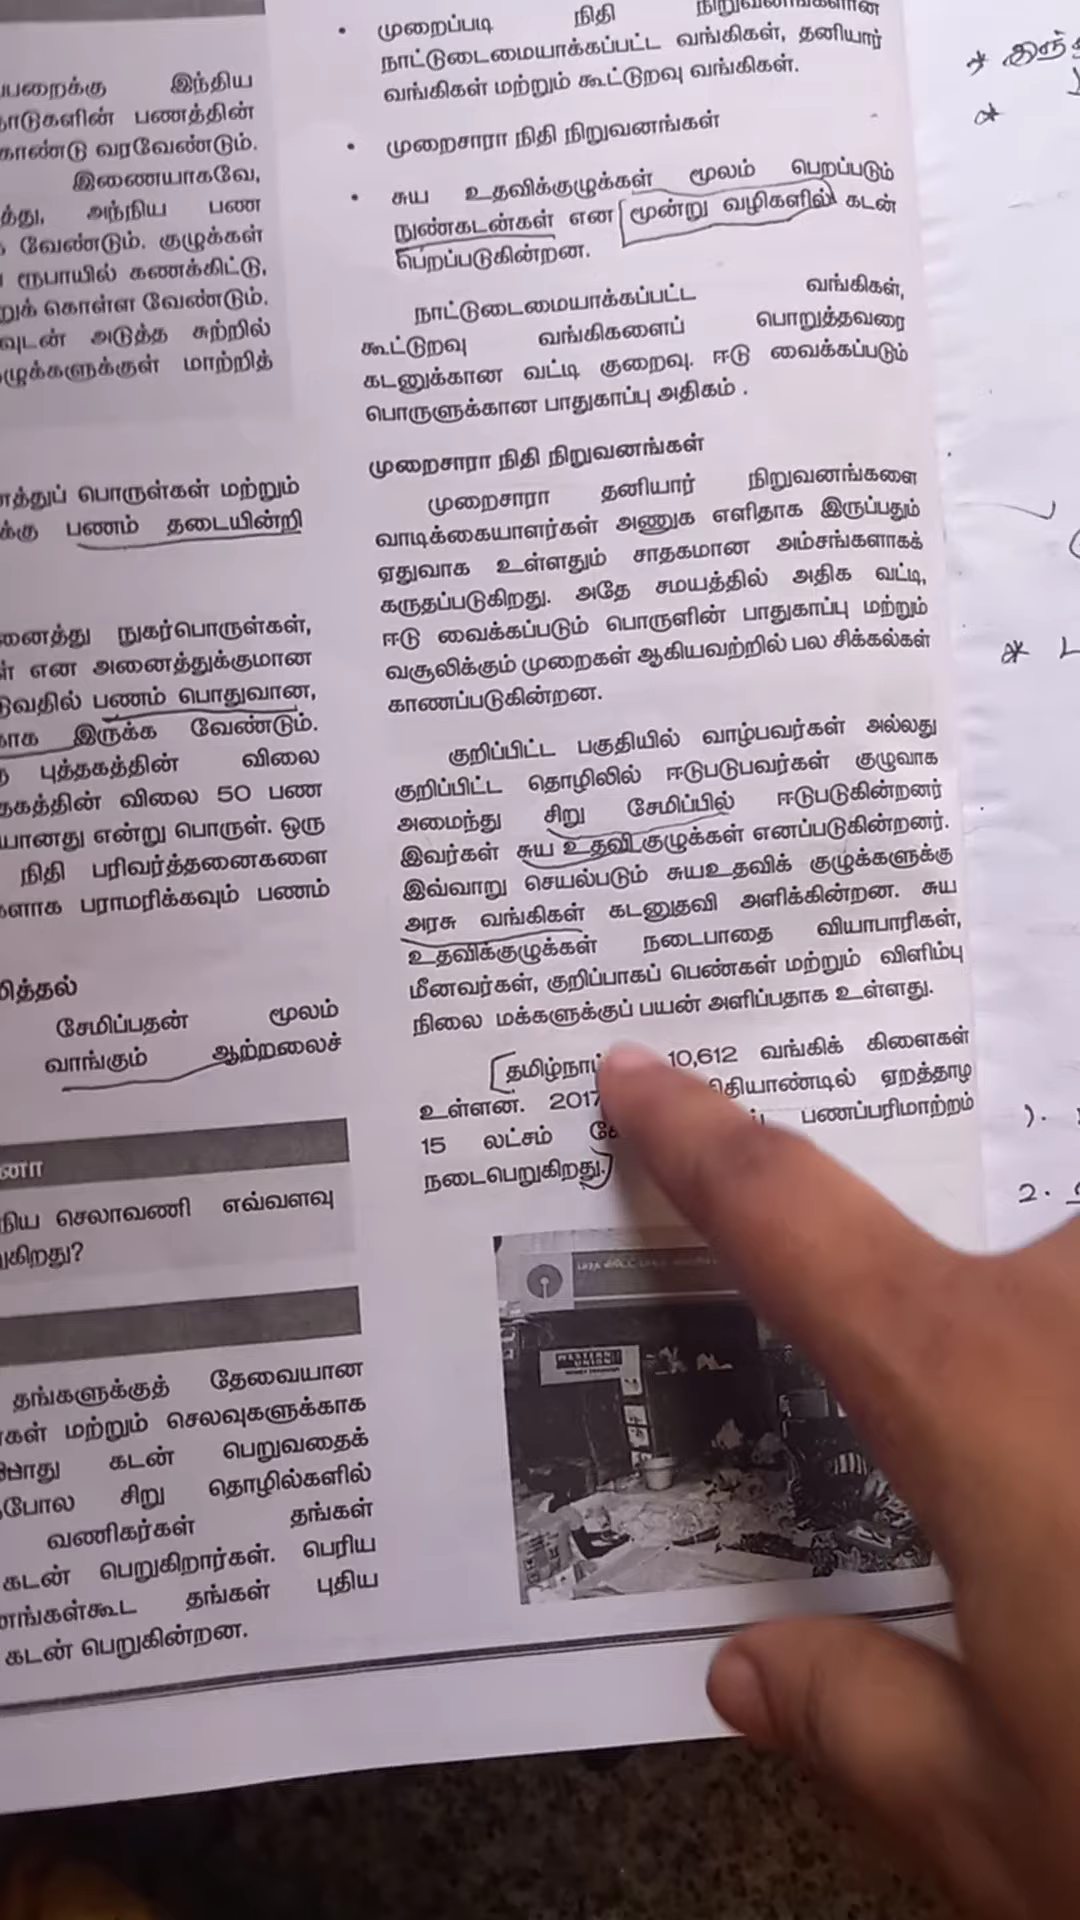 யறைக்கு இந்திய
நாடுகளின் பணத்தின்
காண்டு வரவேண்டும்.
இணையாகவே,
த்து, அந்நிய பண
வேண்டும். குழுக்கள்
ரூபாயில் கணக்கிட்டு,
றுக் கொள்ள வேண்டும்.
வுடன் அடுத்த சுற்றில்
குழுக்களுக்குள் மாற்றித்
னத்துப் பொருள்கள் மற்றும்
க்கு பணம் தடையின்றி
னைத்து நுகர்பொருள்கள்,
ள் என அனைத்துக்குமான
டுவதில் பணம் பொதுவான,
காக இருக்க வேண்டும்.
புத்தகத்தின் விலை
தகத்தின் விலை 50 பண
யானது என்று பொருள். ஒரு
நிதி பரிவர்த்தனைகளை
களாக பராமரிக்கவும் பணம்
மித்தல்
சேமிப்பதன் மூலம்
வாங்கும் ஆற்றலைச்
னா
நிய செலாவணி எவ்வளவு
றுகிறது?
தங்களுக்குத் தேவையான
ர்கள் மற்றும் செலவுகளுக்காக
போது கடன் பெறுவதைக்
போல சிறு தொழில்களில்
வணிகர்கள் தங்கள்
கடன் பெறுகிறார்கள். பெரிய
னங்கள்கூட தங்கள் புதிய
கடன் பெறுகின்றன.
• முறைப்படி நிதி நிறுவனங்களான
நாட்டுடைமையாக்கப்பட்ட வங்கிகள், தனியார்
வங்கிகள் மற்றும் கூட்டுறவு வங்கிகள்.
• முறைசாரா நிதி நிறுவனங்கள்
• சுய உதவிக்குழுக்கள் மூலம் பெறப்படும்
நுண்கடன்கள் என மூன்று வழிகளில் கடன்
பெறப்படுகின்றன.
நாட்டுடைமையாக்கப்பட்ட வங்கிகள்,
கூட்டுறவு வங்கிகளைப் பொறுத்தவரை
கடனுக்கான வட்டி குறைவு. ஈடு வைக்கப்படும்
பொருளுக்கான பாதுகாப்பு அதிகம் .
முறைசாரா நிதி நிறுவனங்கள்
முறைசாரா தனியார் நிறுவனங்களை
வாடிக்கையாளர்கள் அணுக எளிதாக இருப்பதும்
ஏதுவாக உள்ளதும் சாதகமான அம்சங்களாகக்
கருதப்படுகிறது. அதே சமயத்தில் அதிக வட்டி,
ஈடு வைக்கப்படும் பொருளின் பாதுகாப்பு மற்றும்
வசூலிக்கும் முறைகள் ஆகியவற்றில் பல சிக்கல்கள்
காணப்படுகின்றன.
குறிப்பிட்ட பகுதியில் வாழ்பவர்கள் அல்லது
குறிப்பிட்ட தொழிலில் ஈடுபடுபவர்கள் குழுவாக
அமைந்து சிறு சேமிப்பில் ஈடுபடுகின்றனர்
இவர்கள் சுய உதவி குழுக்கள் எனப்படுகின்றனர்.
இவ்வாறு செயல்படும் சுயஉதவிக் குழுக்களுக்கு
அரசு வங்கிகள் கடனுதவி அளிக்கின்றன. சுய
உதவிக்குழுக்கள் நடைபாதை வியாபாரிகள்,
மீனவர்கள், குறிப்பாகப் பெண்கள் மற்றும் விளிம்பு
நிலை மக்களுக்குப் பயன் அளிப்பதாக உள்ளது.
தமிழ்நாட் 10,612 வங்கிக் கிளைகள்
உள்ளன. 2017 நிதியாண்டில் ஏறத்தாழ
15 லட்சம் பணப்பரிமாற்றம்
நடைபெறுகிறது.
WESTERN
UNION
2.